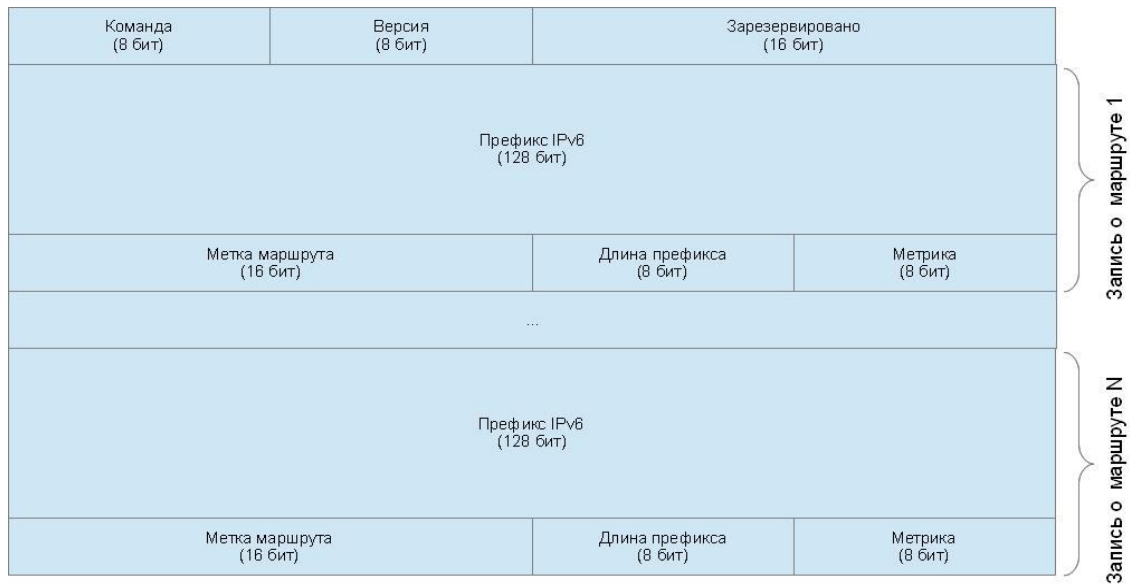 Команда
(8 бит)
Версия
(8 бит)
Зарезервировано
(16 бит)
Префикс IPv6
(128 бит)
Метка маршрута
(16 бит)
Длина префикса
(8 бит)
Метрика
(8 бит)
Запись о маршруте 1
...
Префикс IPv6
(128 бит)
Метка маршрута
(16 бит)
Длина префикса
(8 бит)
Метрика
(8 бит)
Запись о маршруте N